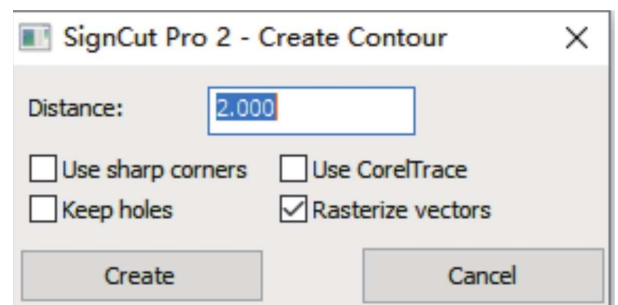 SignCut Pro 2 - Create Contour
Distance: 2.000
Use sharp corners Use CorelTrace
Keep holes Rasterize vectors
Create Cancel